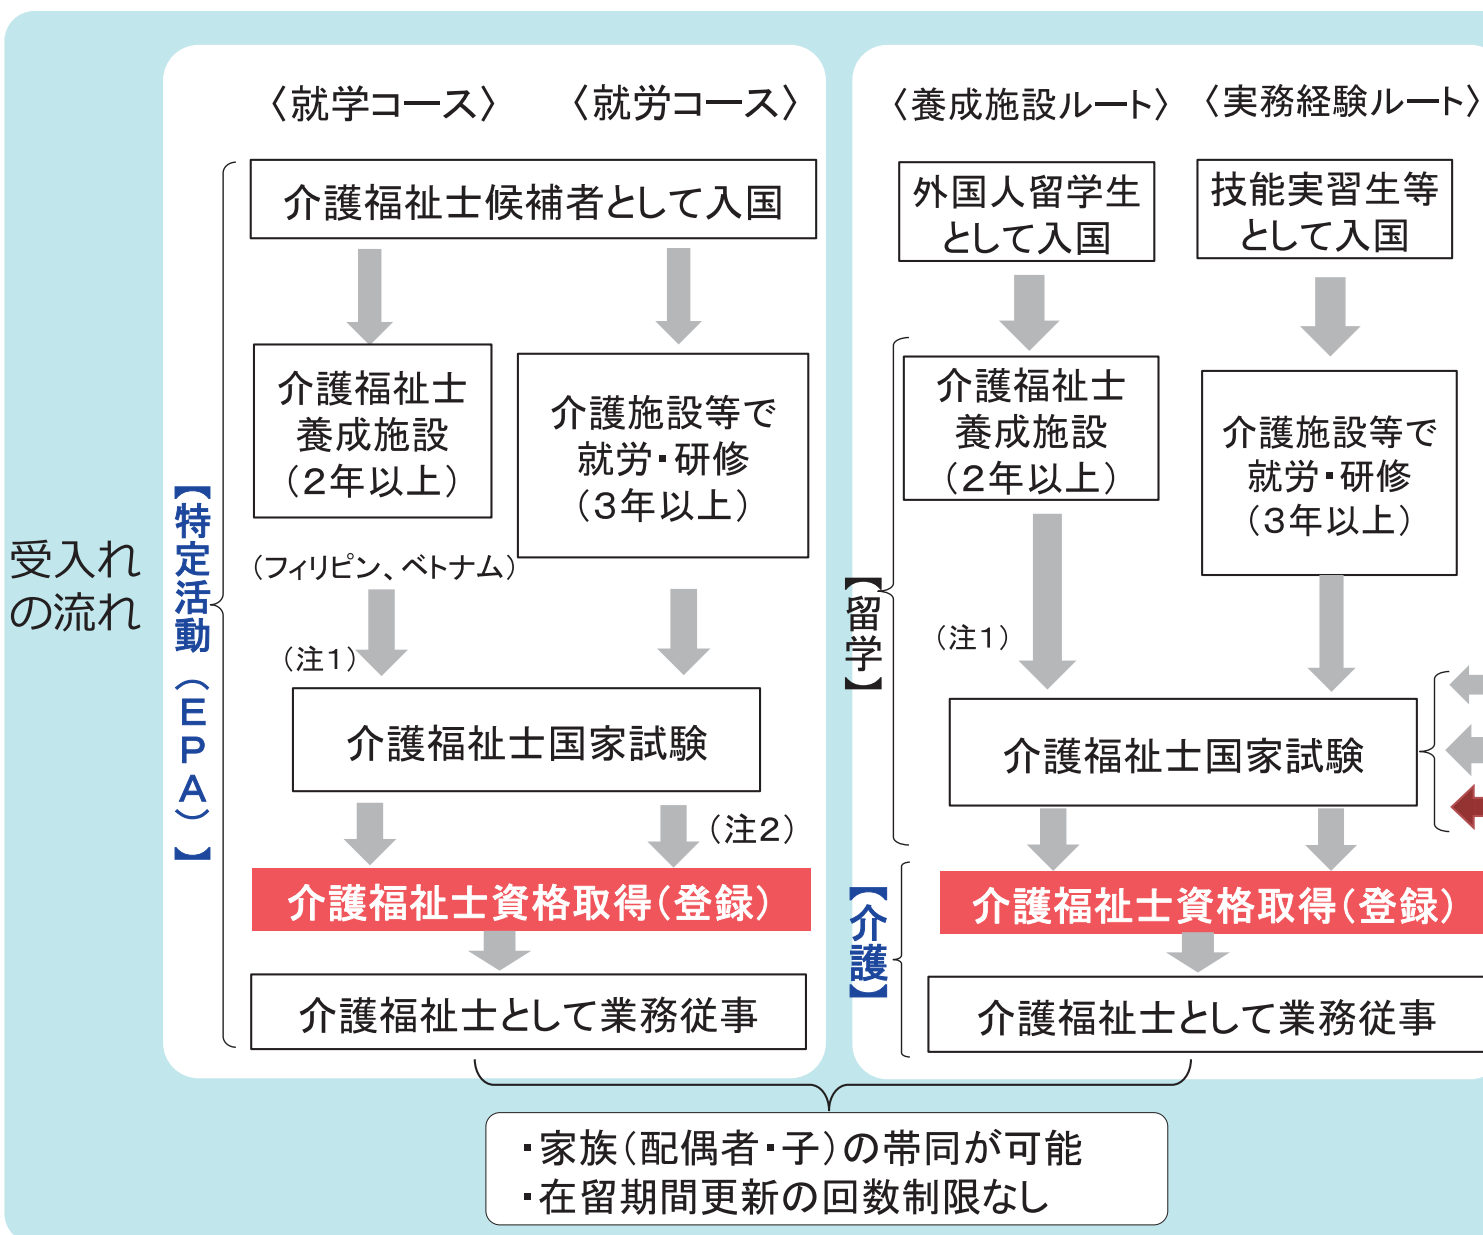 受入れ
の流れ
【特定活動（ＥＰＡ）】
〈就学コース〉
〈就労コース〉
介護福祉士候補者として入国
介護福祉士
養成施設
（２年以上）
（フィリピン、ベトナム）
介護施設等で
就労・研修
（３年以上）
（注１）
介護福祉士国家試験
（注２）
介護福祉士資格取得（登録）
介護福祉士として業務従事
〈養成施設ルート〉
〈実務経験ルート〉
外国人留学生
として入国
技能実習生等
として入国
【留学】
介護福祉士
養成施設
（２年以上）
介護施設等で
就労・研修
（３年以上）
（注１）
介護福祉士国家試験
【介護】
介護福祉士資格取得（登録）
介護福祉士として業務従事
・家族（配偶者・子）の帯同が可能
・在留期間更新の回数制限なし